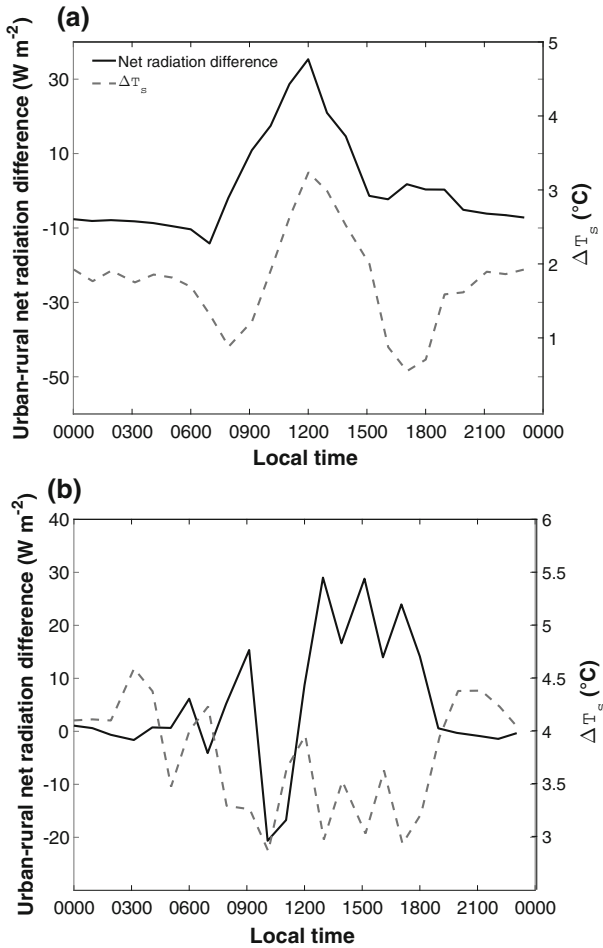 (a)
Urban-rural net radiation difference (W m-2)
30
10
-10
-30
-50
Net radiation difference
ΔTs
5
4
3
2
1
ΔTs (°C)
0000 0300 0600 0900 1200 1500 1800 2100 0000
Local time
(b)
Urban-rural net radiation difference (W m-2)
40
30
20
10
0
-10
-20
6
5.5
5
4.5
4
3.5
3
ΔTs (°C)
0000 0300 0600 0900 1200 1500 1800 2100 0000
Local time